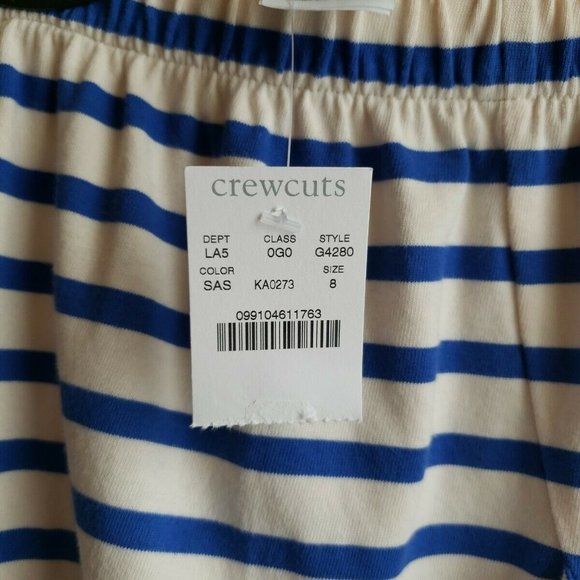 crewcuts
DEPT CLASS STYLE
LA5 0G0 G4280
COLOR SIZE
SAS KA0273 8
099104611763